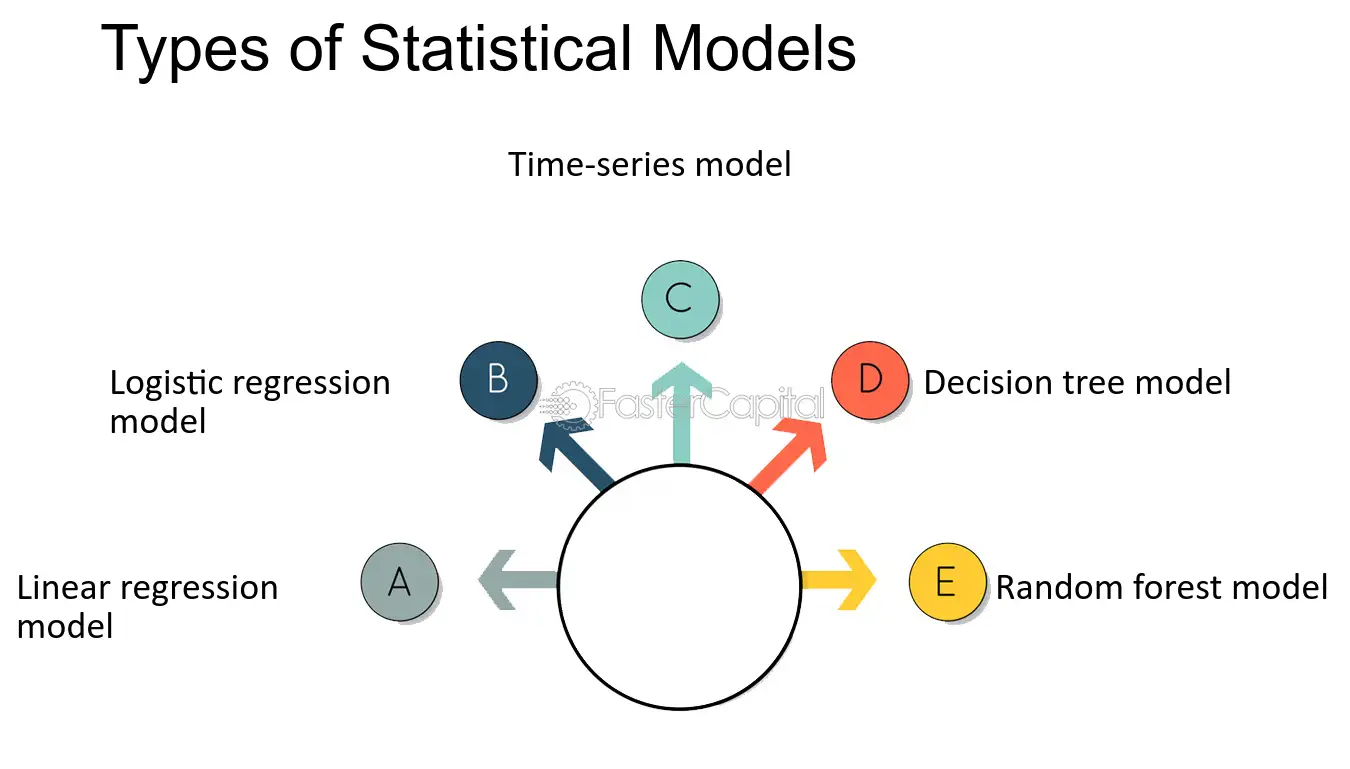 Types of Statistical Models
Time-series model
C
B
D
Logistic regression
model
Decision tree model
FasterCapital
A
E
Linear regression
model
Random forest model